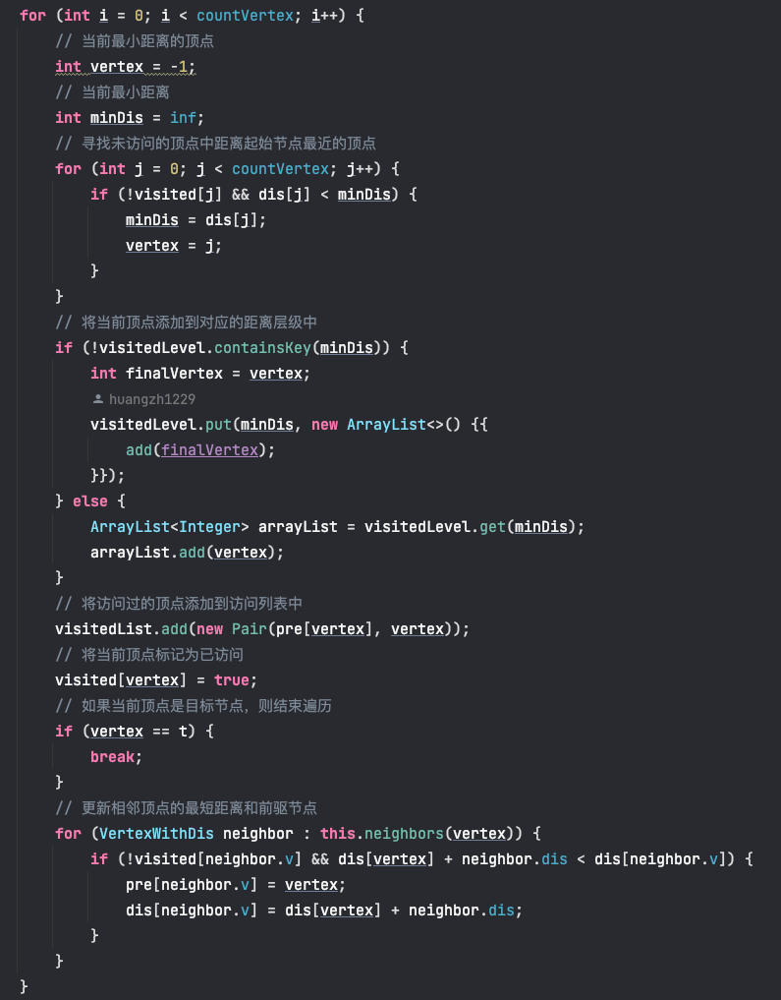 for (int i = 0; i < countVertex; i++) {
// 当前最小距离的顶点
int vertex = -1;
// 当前最小距离
int minDis = inf;
// 寻找未访问的顶点中距离起始节点最近的顶点
for (int j = 0; j < countVertex; j++) {
if (!visited[j] && dis[j] < minDis) {
minDis = dis[j];
vertex = j;
}
}
// 将当前顶点添加到对应的距离层级中
if (!visitedLevel.containsKey(minDis)) {
int finalVertex = vertex;
huangzh1229
visitedLevel.put(minDis, new ArrayList<>() {{
add(finalVertex);
}});
} else {
ArrayList<Integer> arrayList = visitedLevel.get(minDis);
arrayList.add(vertex);
}
// 将访问过的顶点添加到访问列表中
visitedList.add(new Pair(pre[vertex], vertex));
// 将当前顶点标记为已访问
visited[vertex] = true;
// 如果当前顶点是目标节点，则结束遍历
if (vertex == t) {
break;
}
// 更新相邻顶点的最短距离和前驱节点
for (VertexWithDis neighbor : this.neighbors(vertex)) {
if (!visited[neighbor.v] && dis[vertex] + neighbor.dis < dis[neighbor.v]) {
pre[neighbor.v] = vertex;
dis[neighbor.v] = dis[vertex] + neighbor.dis;
}
}
}